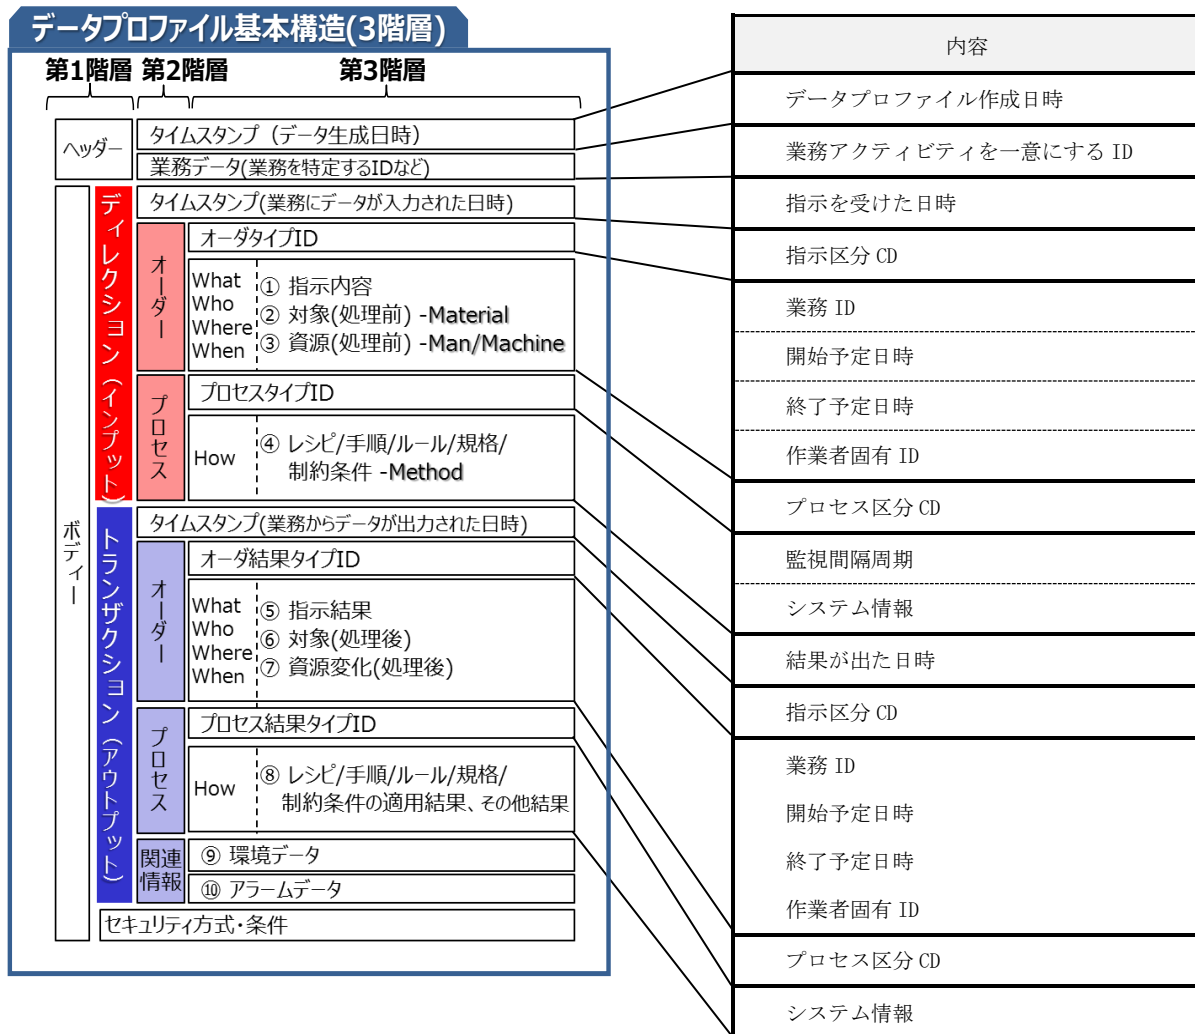 データプロファイル基本構造(3階層)
第1階層 第2階層 第3階層
ヘッダー
タイムスタンプ（データ生成日時）
業務データ(業務を特定するIDなど)
ボディー
ディレクション（インプット）
タイムスタンプ(業務にデータが入力された日時)
オーダー
オーダタイプID
What
Who
Where
When
① 指示内容
② 対象(処理前) -Material
③ 資源(処理前) -Man/Machine
プロセス
プロセスタイプID
How
④ レシピ/手順/ルール/規格/
制約条件 -Method
トランザクション（アウトプット）
タイムスタンプ(業務からデータが出力された日時)
オーダー
オーダ結果タイプID
What
Who
Where
When
⑤ 指示結果
⑥ 対象(処理後)
⑦ 資源変化(処理後)
プロセス
プロセス結果タイプID
How
⑧ レシピ/手順/ルール/規格/
制約条件の適用結果、その他結果
関連
情報
⑨ 環境データ
⑩ アラームデータ
セキュリティ方式・条件
内容
データプロファイル作成日時
業務アクティビティを一意にする ID
指示を受けた日時
指示区分 CD
業務 ID
開始予定日時
終了予定日時
作業者固有 ID
プロセス区分 CD
監視間隔周期
システム情報
結果が出た日時
指示区分 CD
業務 ID
開始予定日時
終了予定日時
作業者固有 ID
プロセス区分 CD
システム情報